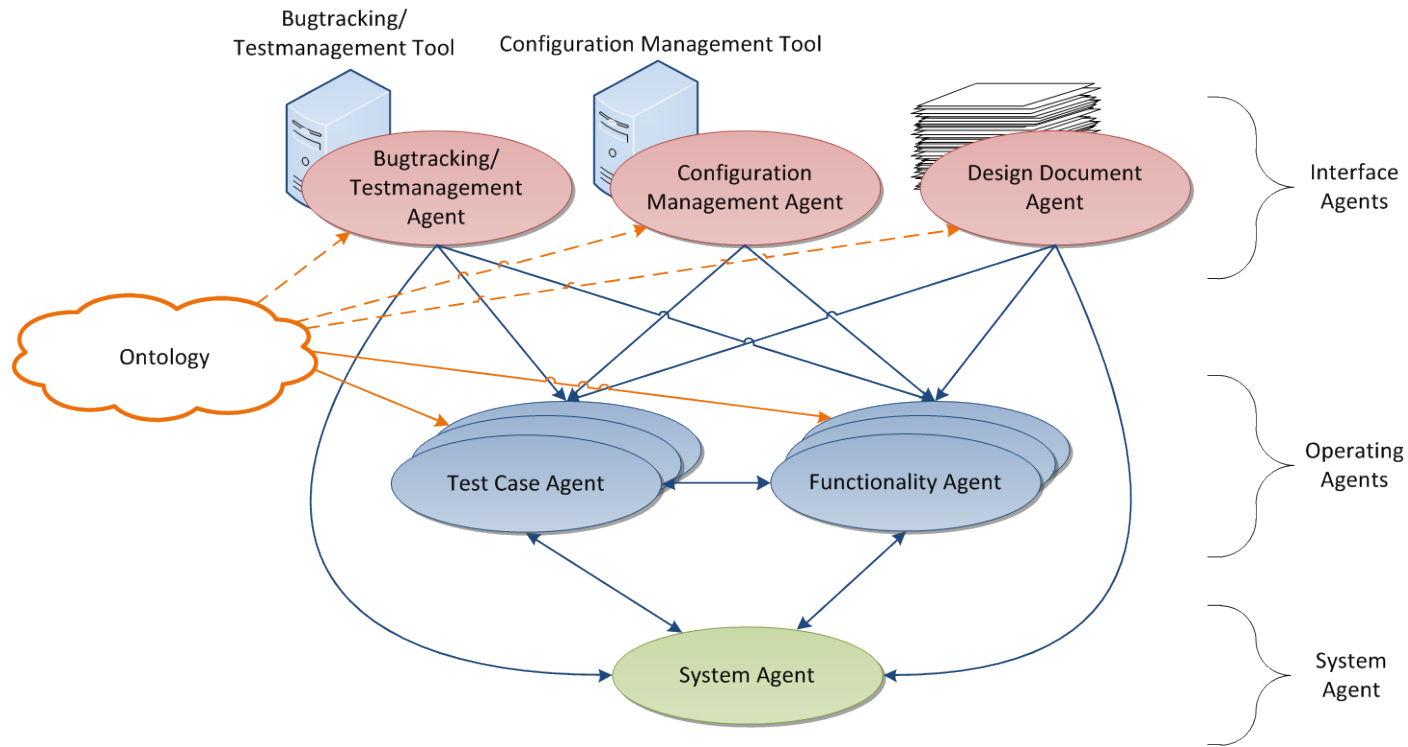 Bugtracking/
Testmanagement Tool
Configuration Management Tool
Bugtracking/
Testmanagement
Agent
Configuration
Management Agent
Design Document
Agent
Interface
Agents
Ontology
Test Case Agent
Functionality Agent
Operating
Agents
System Agent
System
Agent